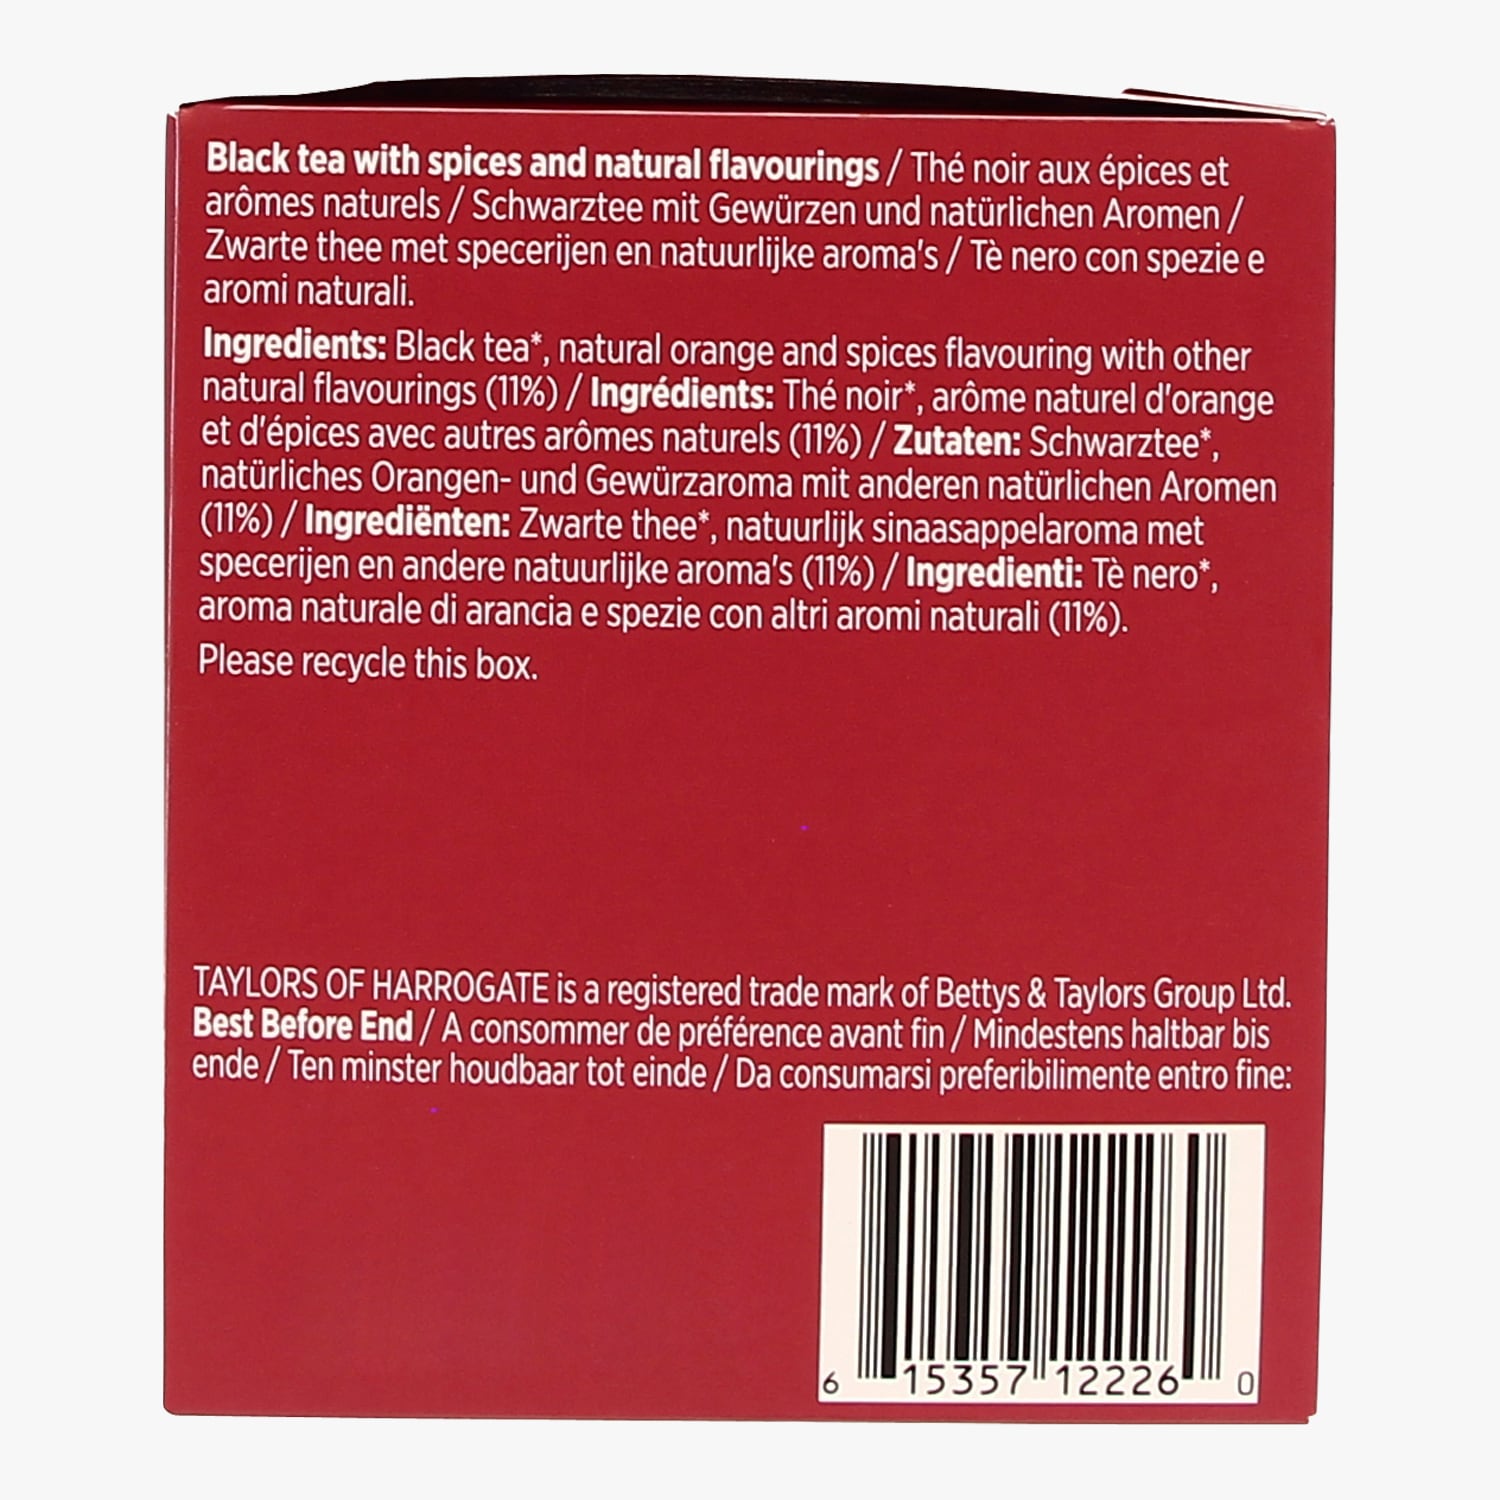 Black tea with spices and natural flavourings / Thé noir aux épices et
arômes naturels / Schwarztee mit Gewürzen und natürlichen Aromen /
Zwarte thee met specerijen en natuurlijke aroma's / Tè nero con spezie e
aromi naturali.
Ingredients: Black tea*, natural orange and spices flavouring with other
natural flavourings (11%) / Ingrédients: Thé noir*, arôme naturel d'orange
et d'épices avec autres arômes naturels (11%) / Zutaten: Schwarztee*,
natürliches Orangen- und Gewürzaroma mit anderen natürlichen Aromen
(11%) / Ingrediënten: Zwarte thee*, natuurlijk sinaasappelaroma met
specerijen en andere natuurlijke aroma's (11%) / Ingredienti: Tè nero*,
aroma naturale di arancia e spezie con altri aromi naturali (11%).
Please recycle this box.
TAYLORS OF HARROGATE is a registered trade mark of Bettys & Taylors Group Ltd.
Best Before End / A consommer de préférence avant fin / Mindestens haltbar bis
ende / Ten minster houdbaar tot einde / Da consumarsi preferibilimente entro fine:
6 15357 12226 0